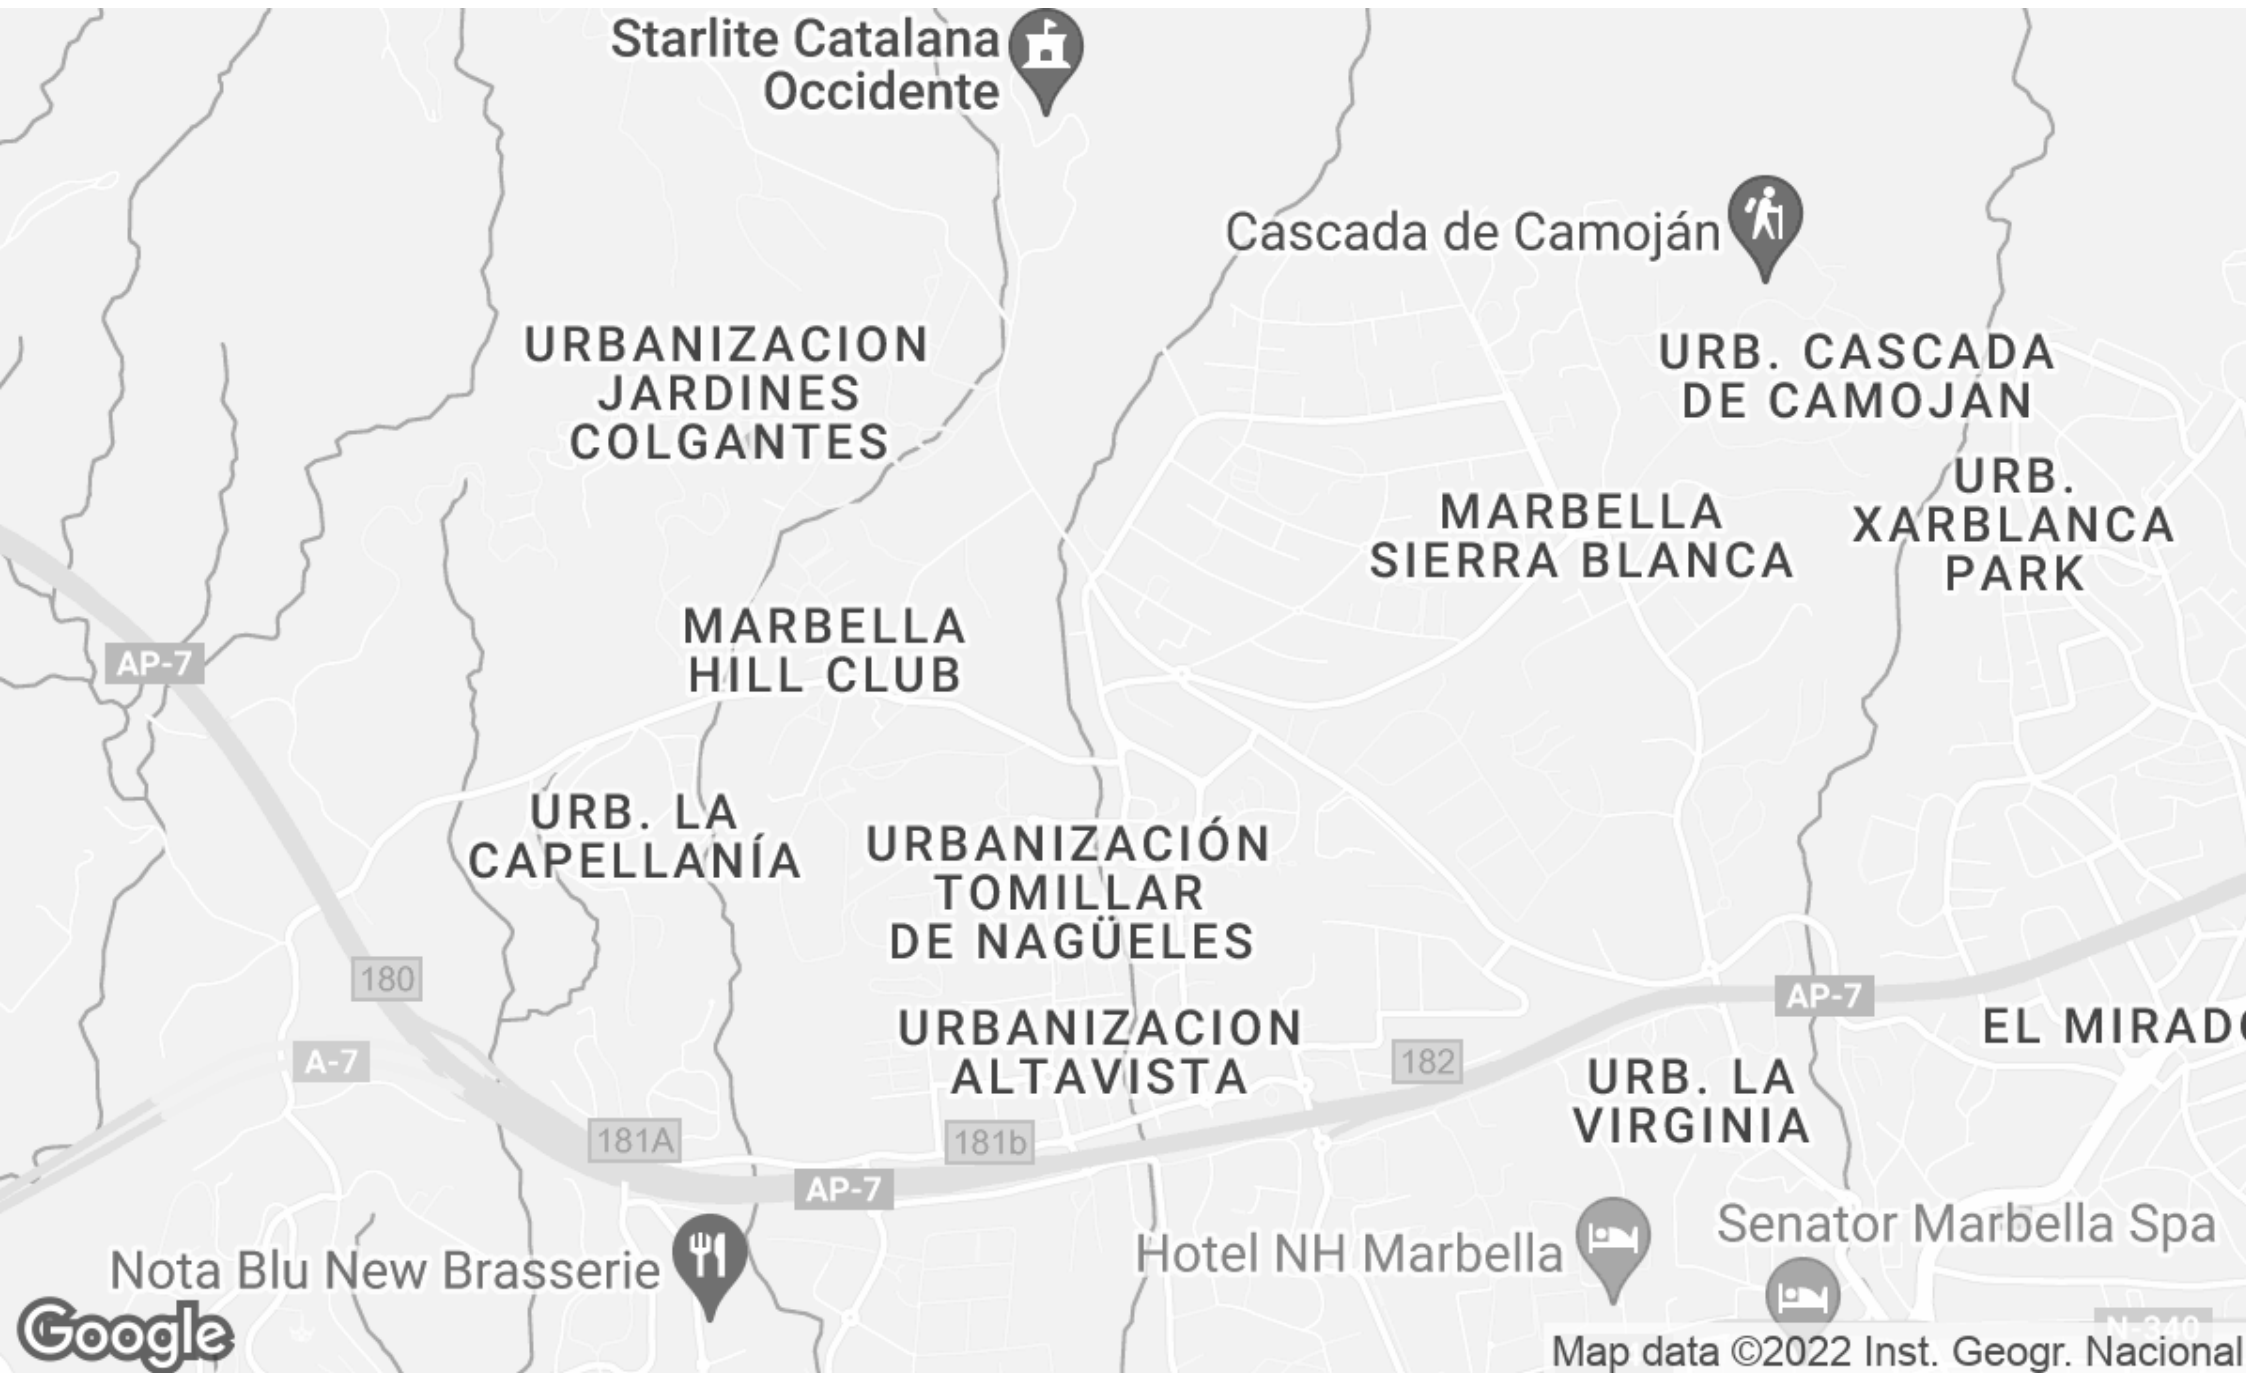 Starlite Catalana
Occidente
Cascada de Camoján
URBANIZACION
JARDINES
COLGANTES
URB. CASCADA
DE CAMOJAN
URB.
XARBLANCA
PARK
MARBELLA
SIERRA BLANCA
MARBELLA
HILL CLUB
AP-7
URB. LA
CAPELLANÍA
URBANIZACIÓN
TOMILLAR
DE NAGÜELES
180
AP-7
URBANIZACION
ALTAVISTA
EL MIRADO
A-7
182
URB. LA
VIRGINIA
181A
181b
AP-7
Nota Blu New Brasserie
Hotel NH Marbella
Senator Marbella Spa
N-340
Google
Map data ©2022 Inst. Geogr. Nacional